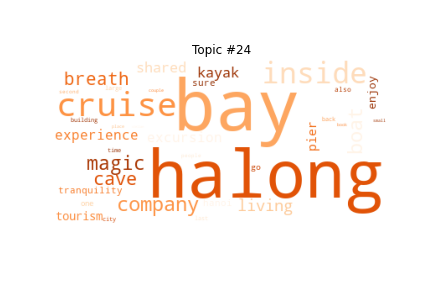 Topic #24
shared kayak inside
breath sure also enjoy
cruise bay
building back
experience excursion pier boat
time
magic halong
cave go
tranquility
company living
tourism city one